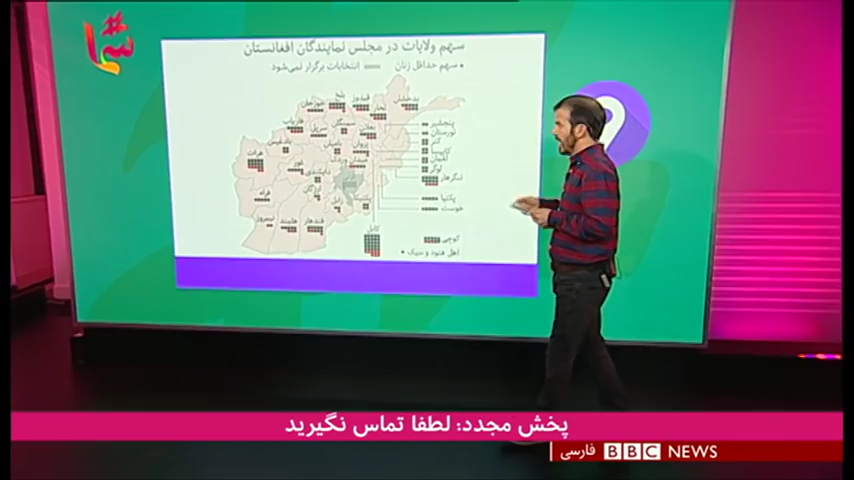 شما
سهم ولایات در مجلس نمایندگان افغانستان
سهم حداقل زنان
انتخابات برگزار نمی‌شود
بدخشان
تخار
قندوز
بلخ
جوزجان
فاریاب
سرپل
سمنگان
بغلان
پنجشیر
نورستان
کنر
کاپیسا
لغمان
لوگر
ننگرهار
پکتیا
خوست
بادغیس
هرات
بامیان
پروان
میدان وردک
غور
دایکندی
ارزگان
فراه
زابل
پکتیکا
نیمروز
هلمند
قندهار
کابل
کوچی
اهل هنود و سیک
پخش مجدد: لطفا تماس نگیرید
BBC NEWS فارسی